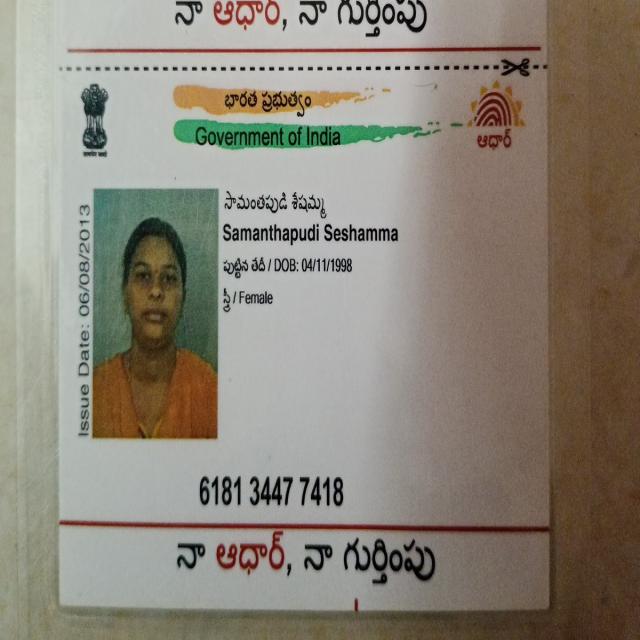 నా ఆధార్, నా గుర్తింపు
భారత ప్రభుత్వం
Government of India
ఆధార్
సామంతపుడి శేషమ్మ
Samanthapudi Seshamma
పుట్టిన తేదీ / DOB: 04/11/1998
స్త్రీ / Female
Issue Date: 06/08/2013
6181 3447 7418
నా ఆధార్, నా గుర్తింపు